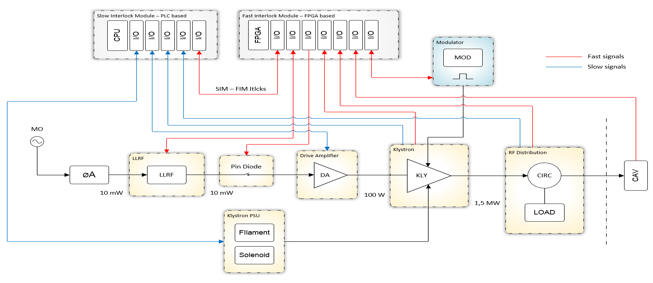 Slow Interlock Module – PLC based
CPU
I/O
I/O
I/O
I/O
I/O
Fast Interlock Module - FPGA based
FPGA
I/O
I/O
I/O
I/O
I/O
I/O
I/O
Modulator
MOD
Fast signals
Slow signals
SIM – FIM Itlcks
MO
øA
10 mW
LLRF
LLRF
Pin Diode
10 mW
Drive Amplifier
DA
100 W
Klystron
KLY
1,5 MW
RF Distribution
CIRC
LOAD
CAV
Klystron PSU
Filament
Solenoid